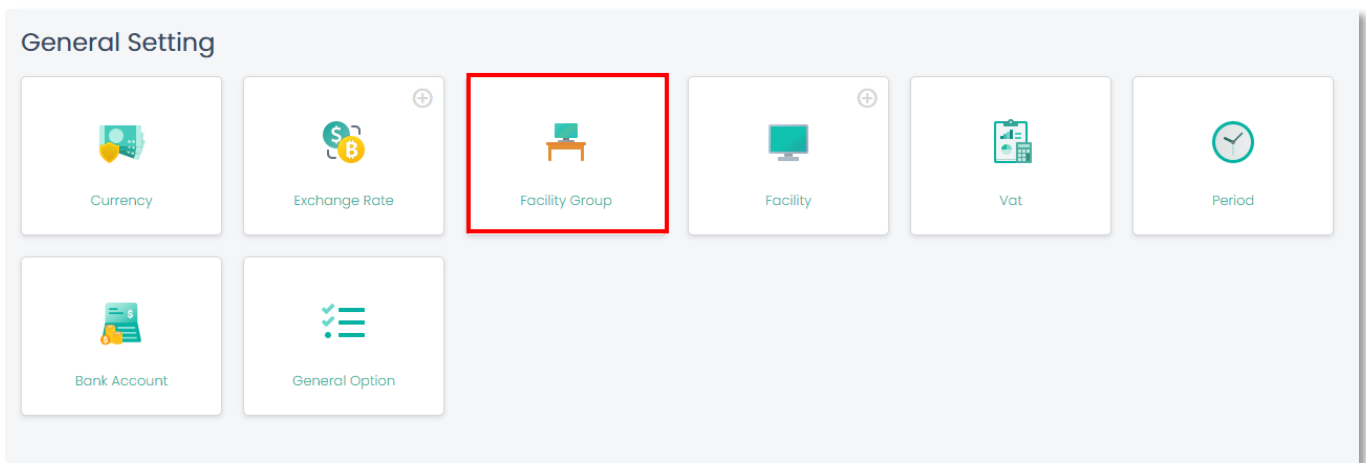 General Setting
Currency
Exchange Rate
Facility Group
Facility
Vat
Period
Bank Account
General Option